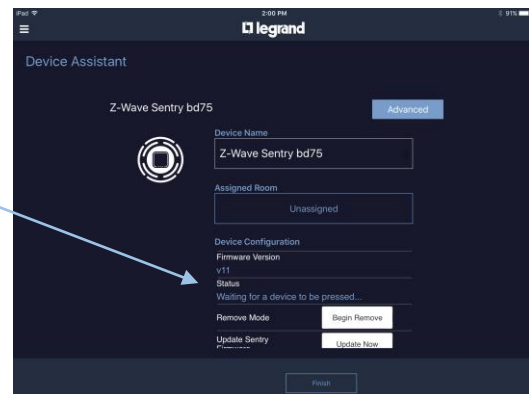 iPad 2:00 PM 91%
legrand
Device Assistant
Z-Wave Sentry bd75
Advanced
Device Name
Z-Wave Sentry bd75
Assigned Room
Unassigned
Device Configuration
Firmware Version
v11
Status
Waiting for a device to be pressed...
Remove Mode Begin Remove
Update Sentry Update Now
Firmware
Finish